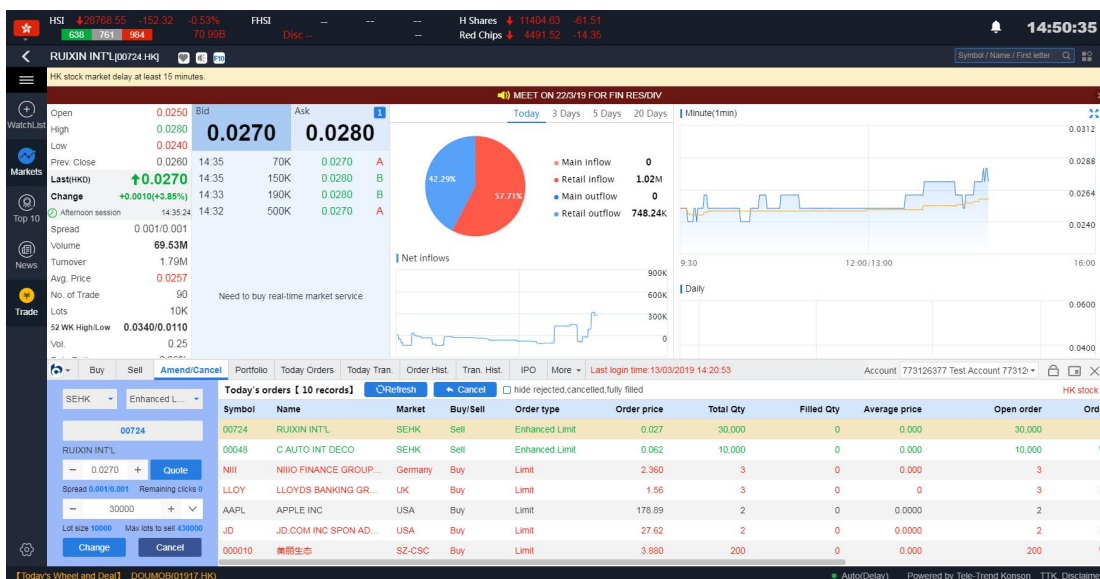 HSI 28768.55 -152.32 -0.53% FHSI -- -- -- H Shares 11404.63 -61.51
638 761 984 70.99B Disc -- -- Red Chips 4491.52 -14.35
14:50:35
RUIXIN INT'L[00724.HK] F10 Symbol / Name / First letter
HK stock market delay at least 15 minutes.
MEET ON 22/3/19 FOR FIN RES/DIV
WatchList
Markets
Top 10
News
Trade
Open 0.0250
High 0.0280
Low 0.0240
Prev. Close 0.0260
Last(HKD) 0.0270
Change +0.0010(+3.85%)
Afternoon session 14:35:24
Spread 0.001/0.001
Volume 69.53M
Turnover 1.79M
Avg. Price 0.0257
No. of Trade 90
Lots 10K
52 WK High/Low 0.0340/0.0110
Vol. 0.25
Bid Ask 1
0.0270 0.0280
14:35 70K 0.0270 A
14:35 150K 0.0280 B
14:33 190K 0.0280 B
14:32 500K 0.0270 A
Need to buy real-time market service
Today 3 Days 5 Days 20 Days
42.29% 57.71%
Main inflow 0
Retail inflow 1.02M
Main outflow 0
Retail outflow 748.24K
Net inflows
900K
600K
300K
0
Minute(1min)
0.0312
0.0288
0.0264
0.0240
9:30 12:00/13:00 16:00
Daily
0.0600
0.0400
Buy Sell Amend/Cancel Portfolio Today Orders Today Tran. Order Hist. Tran. Hist. IPO More Last login time:13/03/2019 14:20:53 Account 773126377 Test Account 77312
SEHK Enhanced L...
00724
RUIXIN INT'L
− 0.0270 + Quote
Spread 0.001/0.001 Remaining clicks 0
− 30000 +
Lot size 10000 Max lots to sell 430000
Change Cancel
Today's orders【 10 records】 Refresh Cancel hide rejected,cancelled,fully filled HK stock
Symbol Name Market Buy/Sell Order type Order price Total Qty Filled Qty Average price Open order Ord
00724 RUIXIN INT'L SEHK Sell Enhanced Limit 0.027 30,000 0 0.000 30,000
00048 C AUTO INT DECO SEHK Sell Enhanced Limit 0.062 10,000 0 0.000 10,000
NIII NIIIO FINANCE GROUP... Germany Buy Limit 2.360 3 0 0.000 3
LLOY LLOYDS BANKING GR... UK Buy Limit 1.56 3 0 0 3
AAPL APPLE INC USA Buy Limit 178.89 2 0 0.0000 2
JD JD.COM INC SPON AD... USA Buy Limit 27.62 2 0 0.0000 2
000010 美丽生态 SZ-CSC Buy Limit 3.880 200 0 0.000 200
【Today's Wheel and Deal】 DOUMOB(01917.HK) Auto(Delay) Powered by Tele-Trend Konson TTK Disclaime